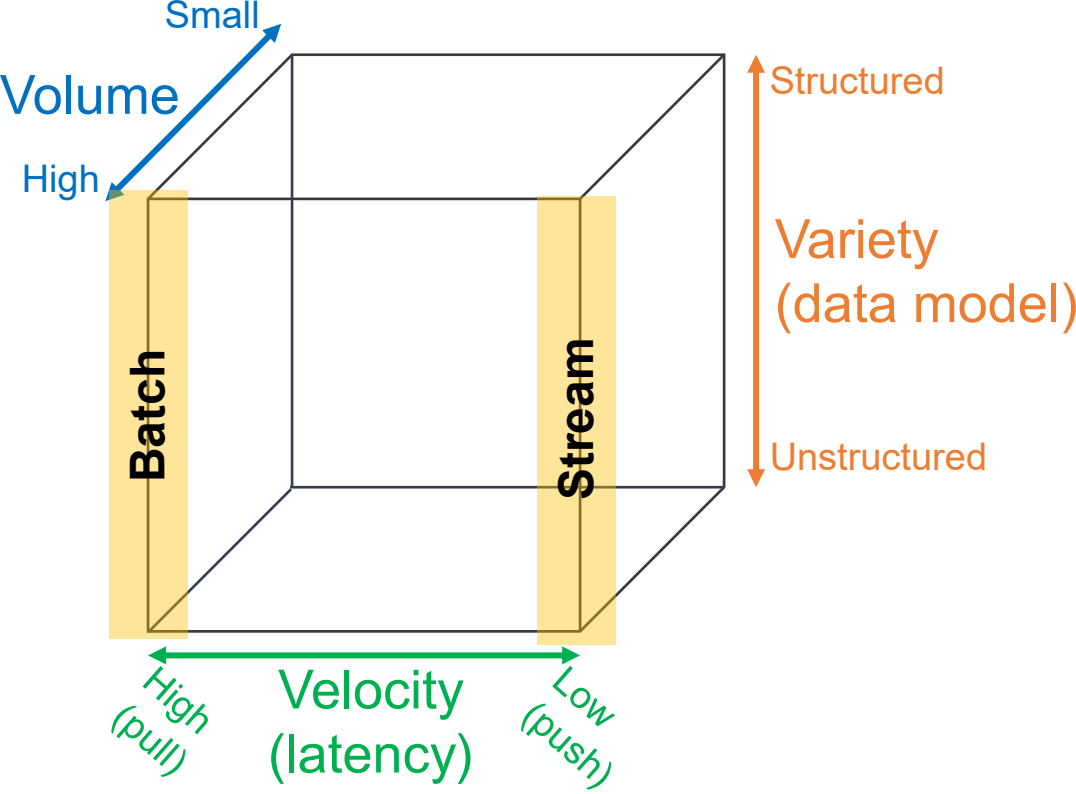 Small
Volume
High
Structured
Variety
(data model)
Unstructured
Batch
Stream
High
(pull)
Velocity
(latency)
Low
(push)